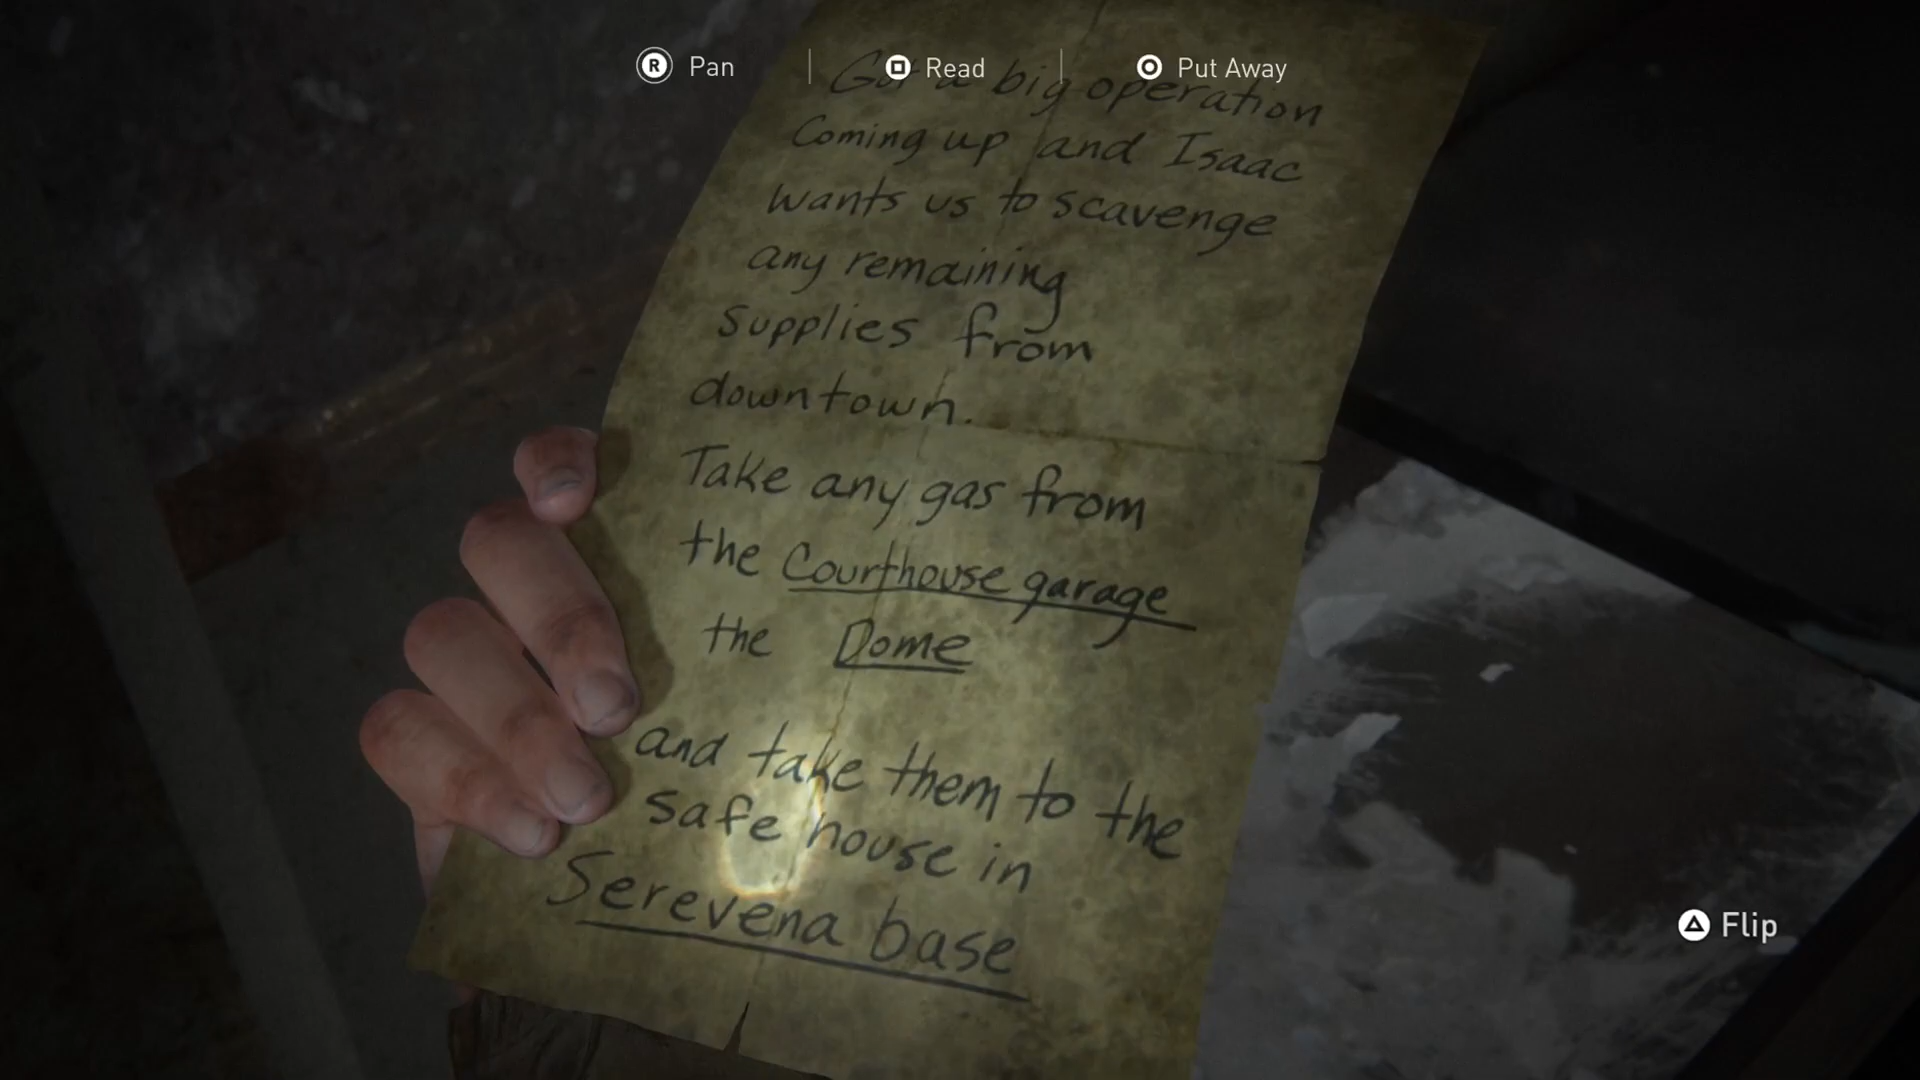 R Pan
Read
Put Away
Got a big operation
Coming up and Isaac
wants us to scavenge
any remaining
supplies from
downtown.
Take any gas from
the Courthouse garage
the Dome
and take them to the
safe house in
Serevena base
Flip